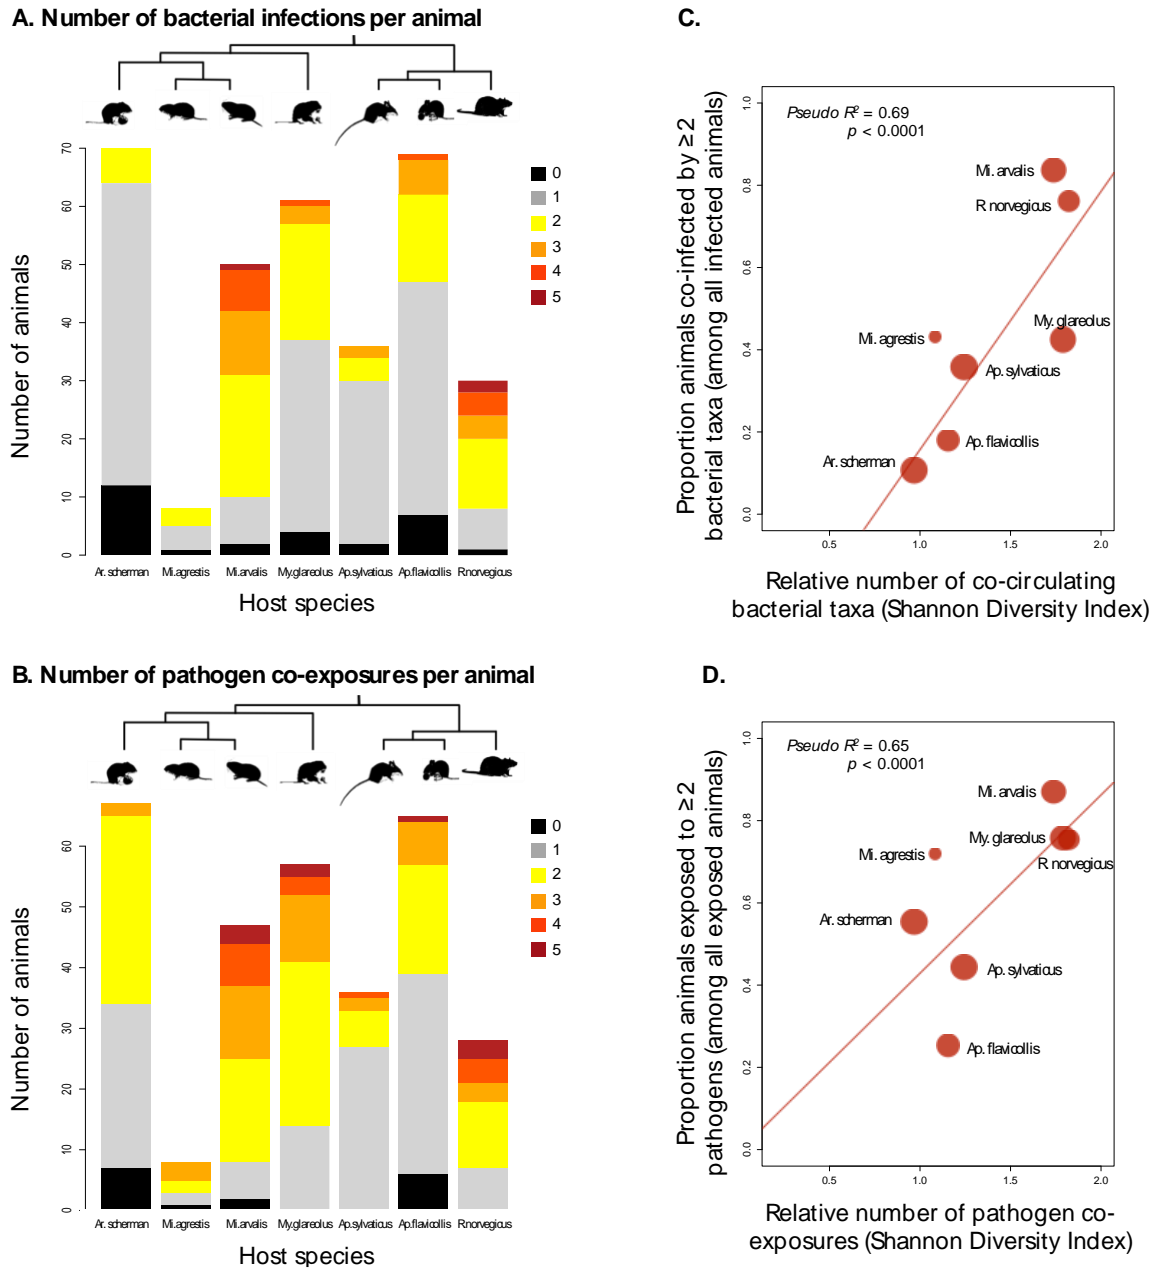 A. Number of bacterial infections per animal
Number of animals
70
60
50
40
30
20
10
0
0
1
2
3
4
5
Ar. scherman
Mi.agrestis
Mi.arvalis
My.glareolus
Ap.sylvaticus
Ap.flavicollis
R.norvegicus
Host species
B. Number of pathogen co-exposures per animal
Number of animals
60
50
40
30
20
10
0
0
1
2
3
4
5
Ar. scherman
Mi.agrestis
Mi.arvalis
My.glareolus
Ap.sylvaticus
Ap.flavicollis
R.norvegicus
Host species
C.
Proportion animals co-infected by ≥2
bacterial taxa (among all infected animals)
1.0
0.8
0.6
0.4
0.2
0.0
Pseudo R² = 0.69
p < 0.0001
Mi. arvalis
R norvegicus
My. glareolus
Mi. agrestis
Ap. sylvaticus
Ap. flavicollis
Ar. scherman
0.5
1.0
1.5
2.0
Relative number of co-circulating
bacterial taxa (Shannon Diversity Index)
D.
Proportion animals exposed to ≥2
pathogens (among all exposed animals)
1.0
0.8
0.6
0.4
0.2
0.0
Pseudo R² = 0.65
p < 0.0001
Mi. arvalis
My. glareolus
R norvegicus
Mi. agrestis
Ar. scherman
Ap. sylvaticus
Ap. flavicollis
0.5
1.0
1.5
2.0
Relative number of pathogen co-
exposures (Shannon Diversity Index)